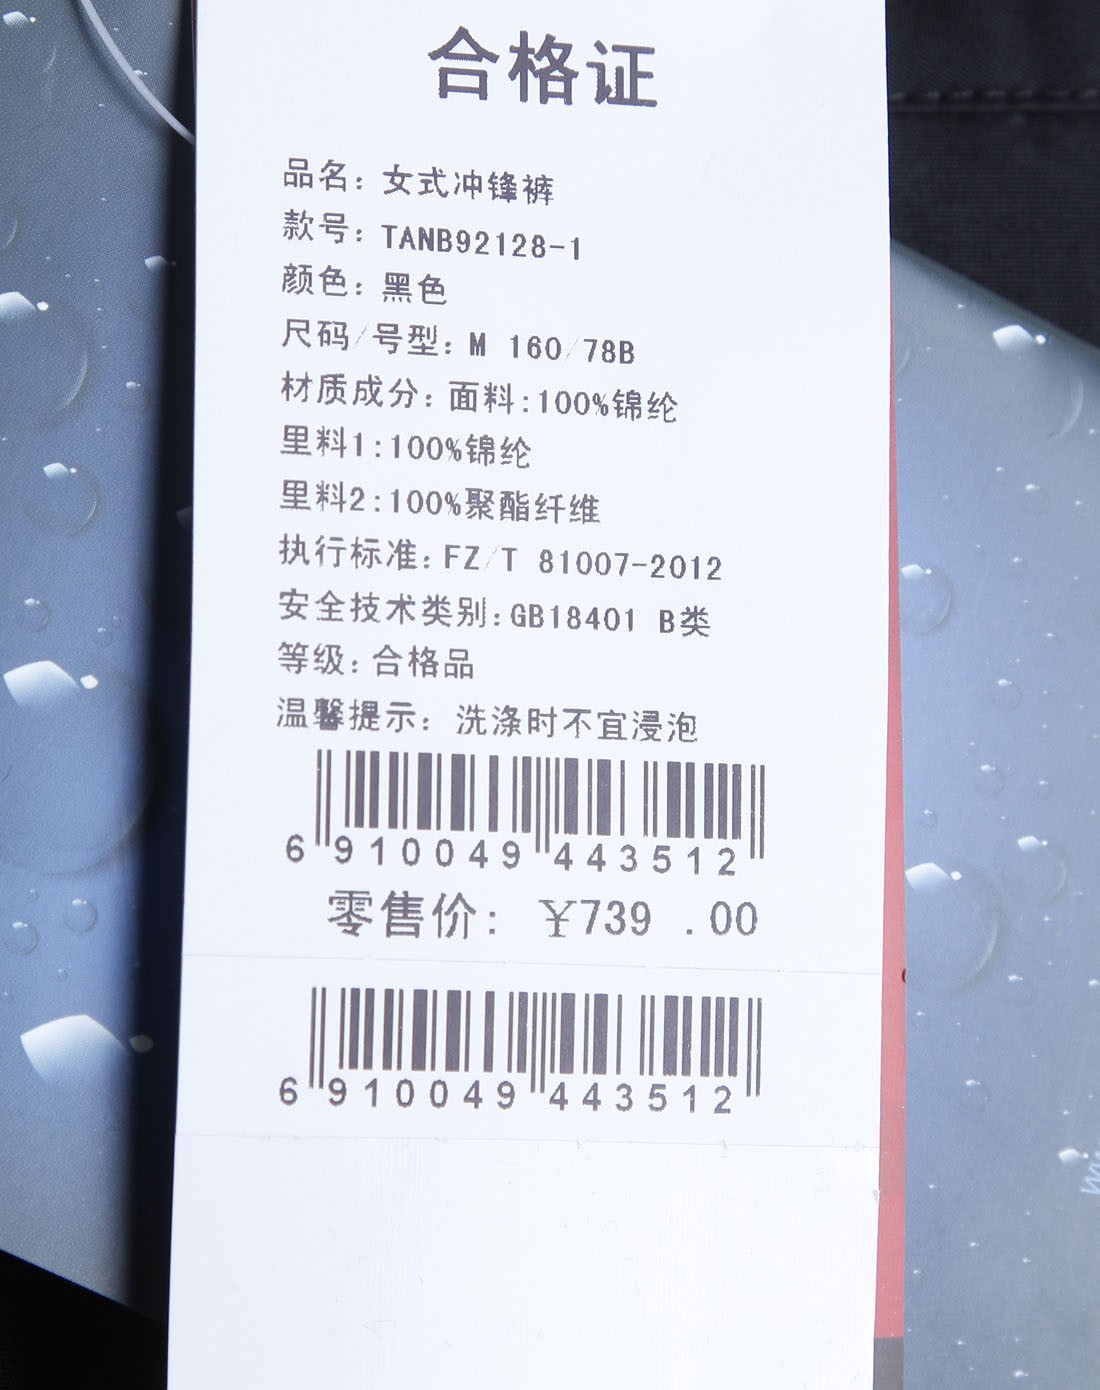 合格证
品名：女式冲锋裤
款号：TANB92128-1
颜色：黑色
尺码/号型：M 160/78B
材质成分：面料:100%锦纶
里料1:100%锦纶
里料2:100%聚酯纤维
执行标准：FZ/T 81007-2012
安全技术类别：GB18401 B类
等级：合格品
温馨提示：洗涤时不宜浸泡
6 910049 443512
零售价：￥739 .00
6 910049 443512